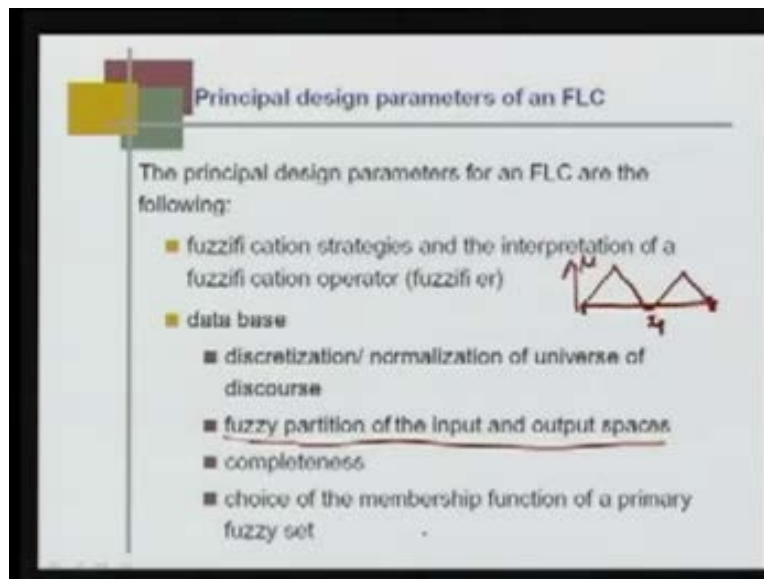 Principal design parameters of an FLC
The principal design parameters for an FLC are the
following:
fuzzifi cation strategies and the interpretation of a
fuzzifi cation operator (fuzzifi er)
μ
data base
discretization/ normalization of universe of
discourse
fuzzy partition of the input and output spaces
completeness
choice of the membership function of a primary
fuzzy set